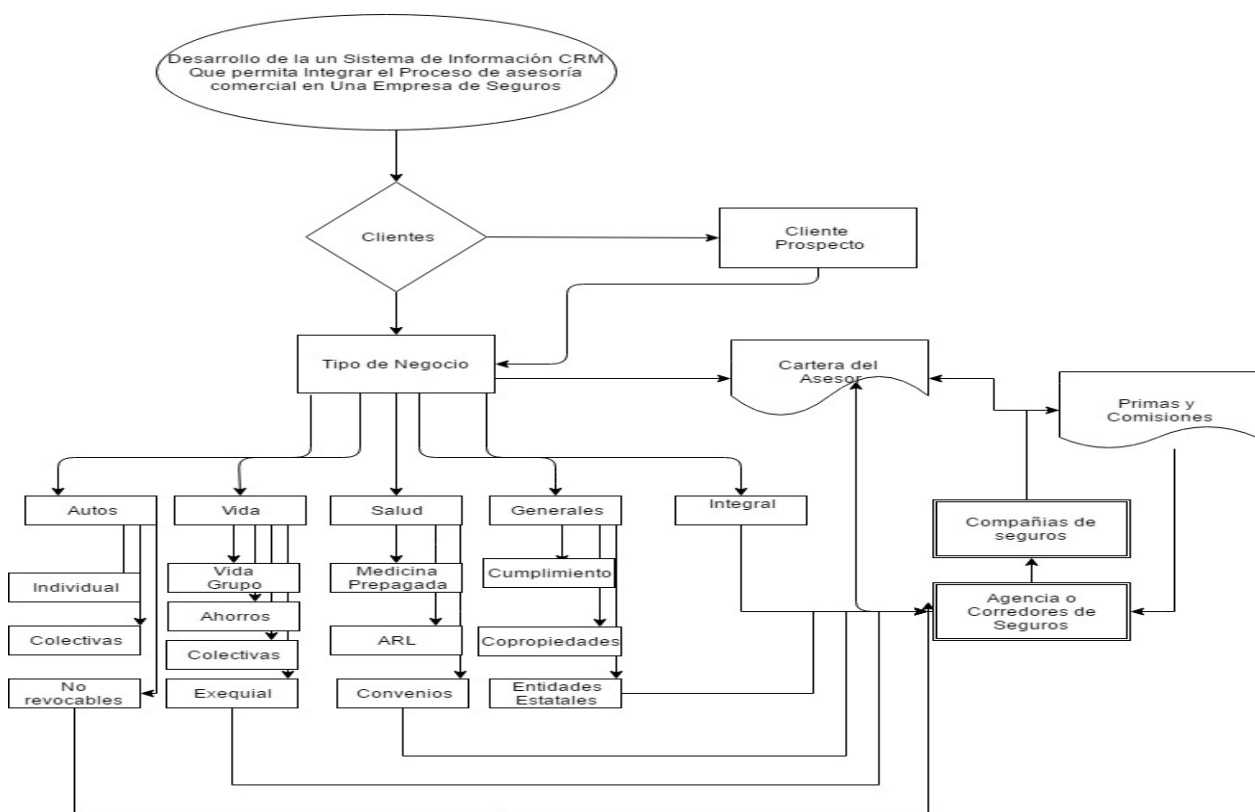 Desarrollo de la un Sistema de Información CRM
Que permita Integrar el Proceso de asesoría
comercial en Una Empresa de Seguros
Clientes
Cliente
Prospecto
Tipo de Negocio
Cartera del
Asesor
Primas y
Comisiones
Autos
Vida
Salud
Generales
Integral
Compañias de
seguros
Individual
Vida
Grupo
Medicina
Prepagada
Cumplimiento
Agencia o
Corredores de
Seguros
Ahorros
Colectivas
Colectivas
ARL
Copropiedades
No
revocables
Exequial
Convenios
Entidades
Estatales